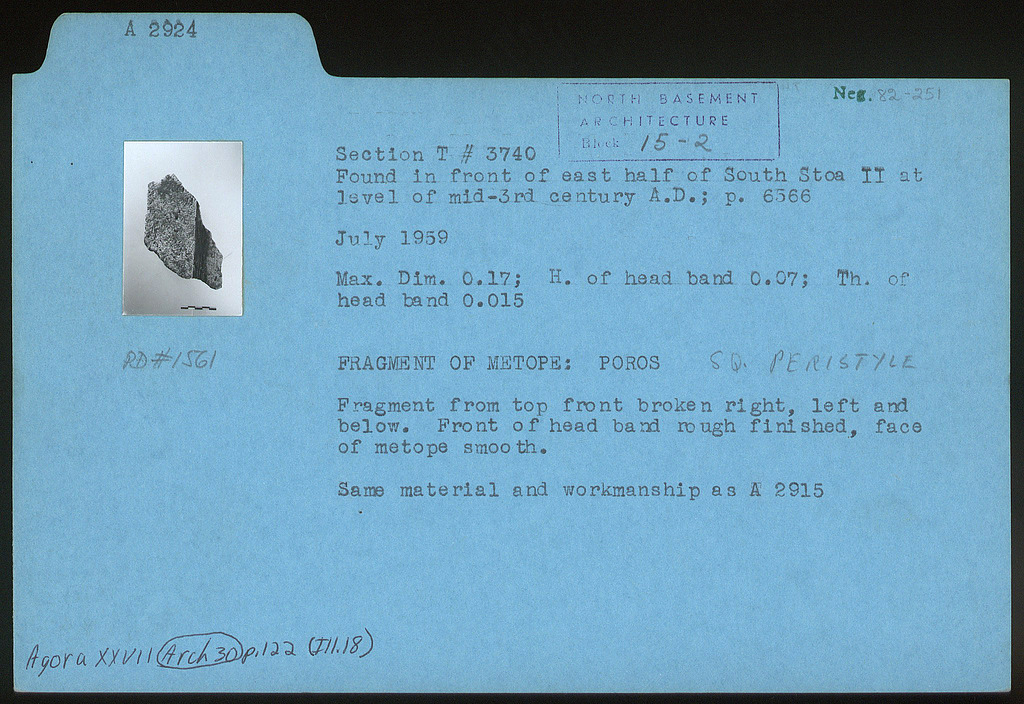 A 2924
Neg. 82-251
NORTH BASEMENT
ARCHITECTURE
Block 15-2
Section T # 3740
Found in front of east half of South Stoa II at
level of mid-3rd century A.D.; p. 6566
July 1959
Max. Dim. 0.17; H. of head band 0.07; Th. of
head band 0.015
RD#1561
FRAGMENT OF METOPE: POROS SQ. PERISTYLE
Fragment from top front broken right, left and
below. Front of head band rough finished, face
of metope smooth.
Same material and workmanship as A 2915
Agora XXVII Arch 30 p.122 (Ill.18)